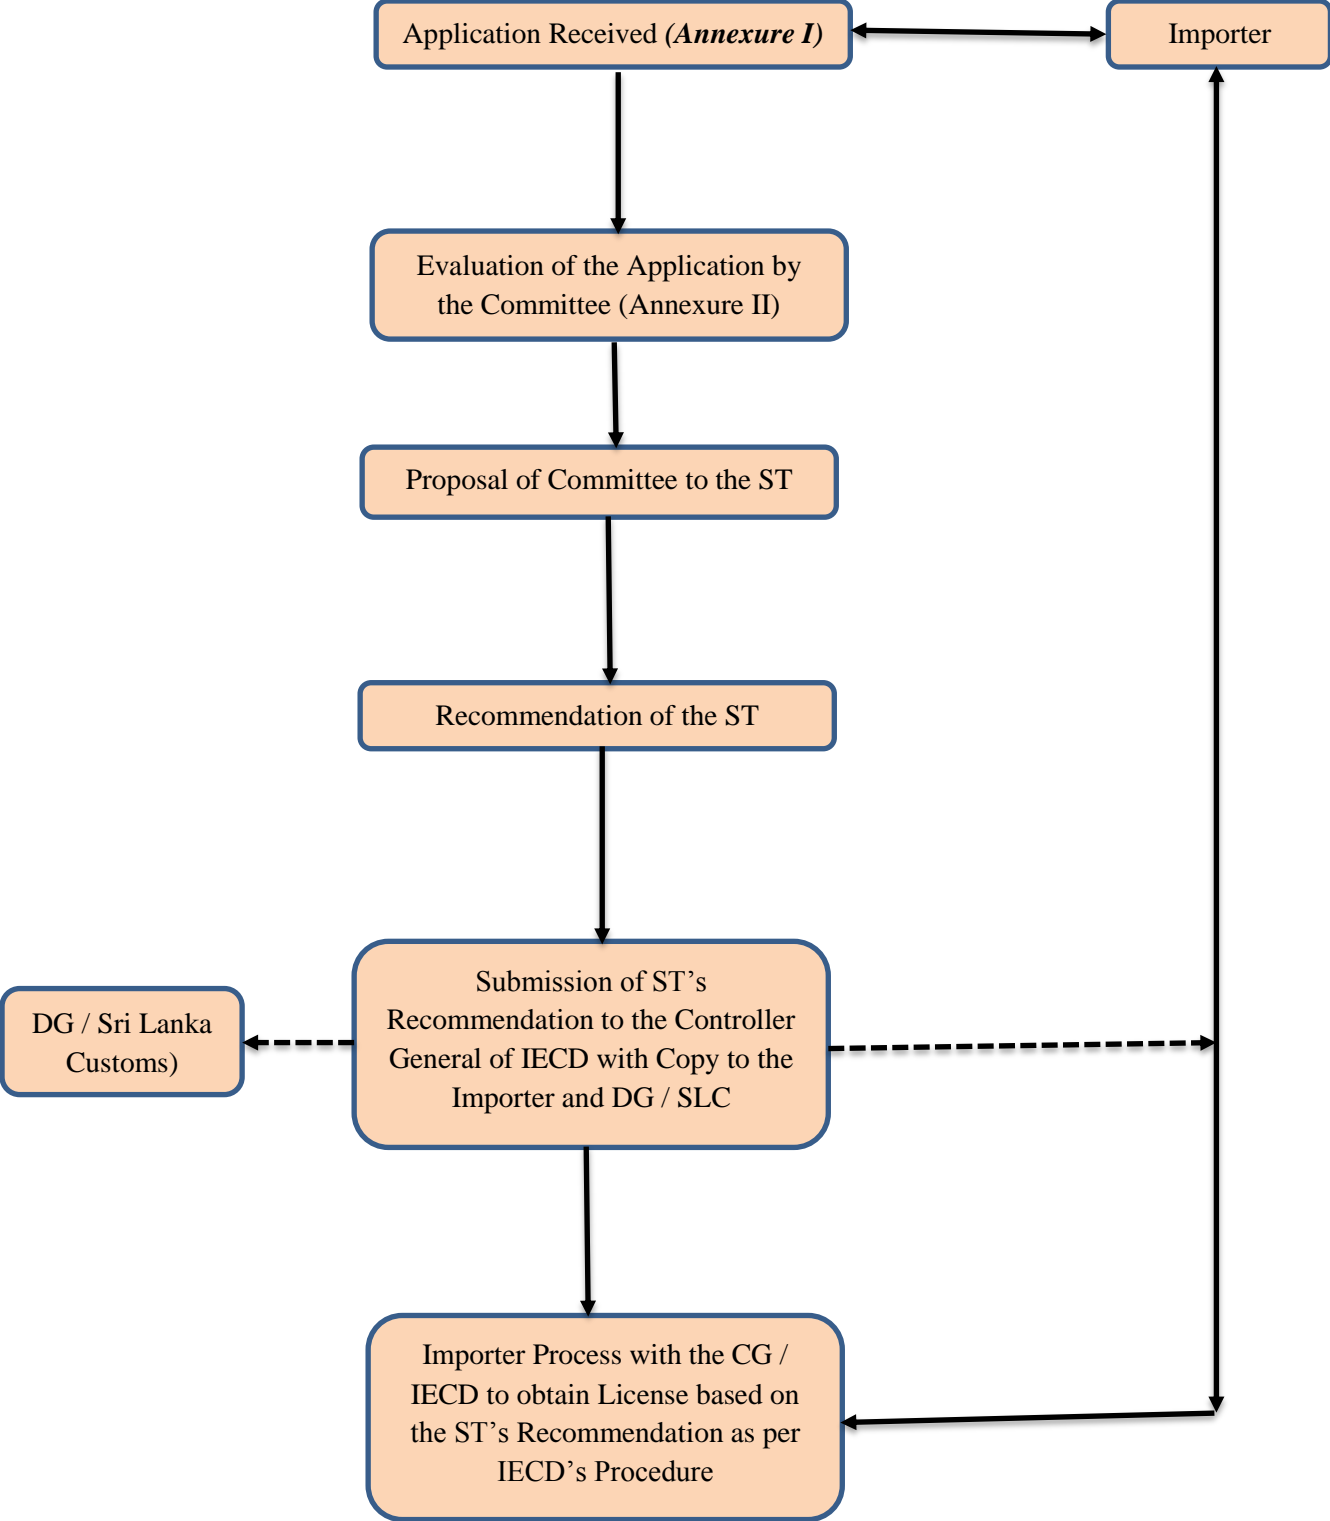 Application Received (Annexure I)
Importer
Evaluation of the Application by
the Committee (Annexure II)
Proposal of Committee to the ST
Recommendation of the ST
Submission of ST’s
Recommendation to the Controller
General of IECD with Copy to the
Importer and DG / SLC
DG / Sri Lanka
Customs)
Importer Process with the CG /
IECD to obtain License based on
the ST’s Recommendation as per
IECD’s Procedure